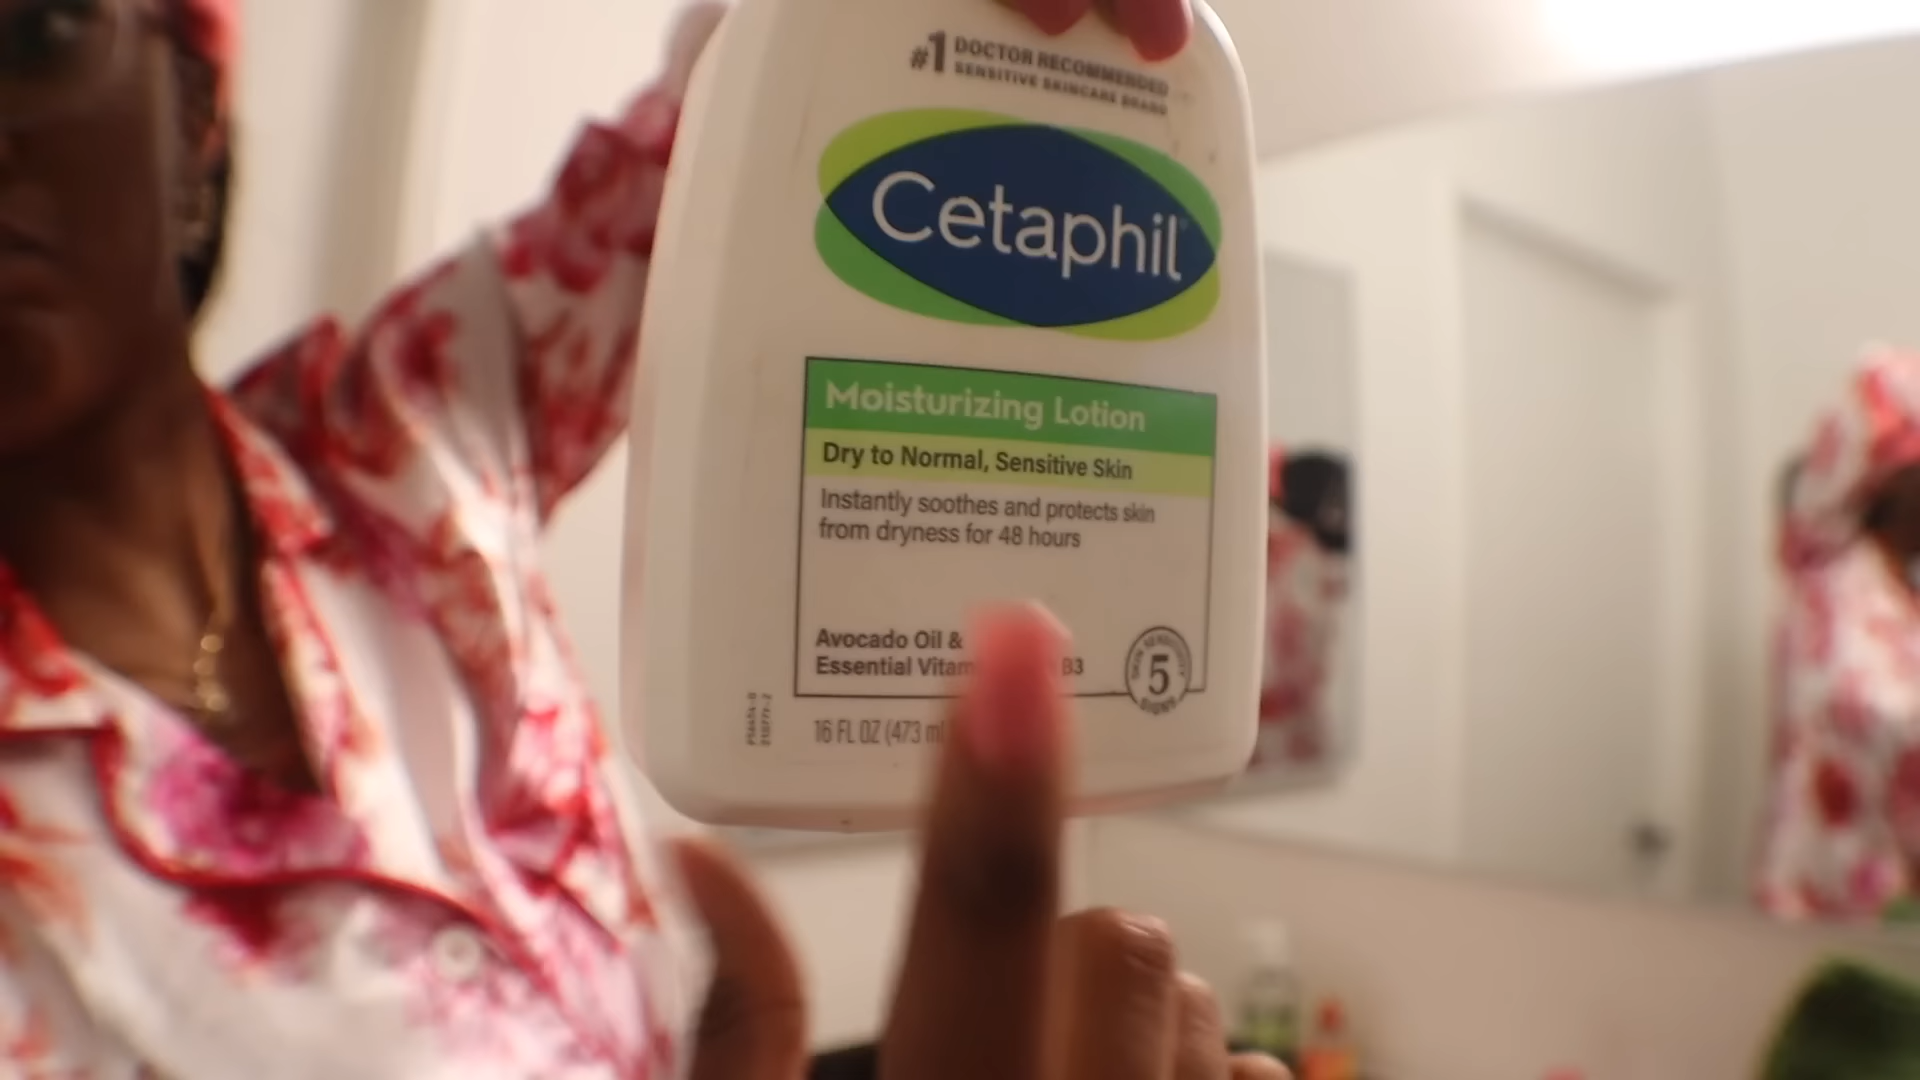 #1 DOCTOR RECOMMENDED
SENSITIVE SKINCARE BRAND
Cetaphil
Moisturizing Lotion
Dry to Normal, Sensitive Skin
Instantly soothes and protects skin
from dryness for 48 hours
Avocado Oil &
Essential B3
5
SIGNS
16 FL OZ (473 ml